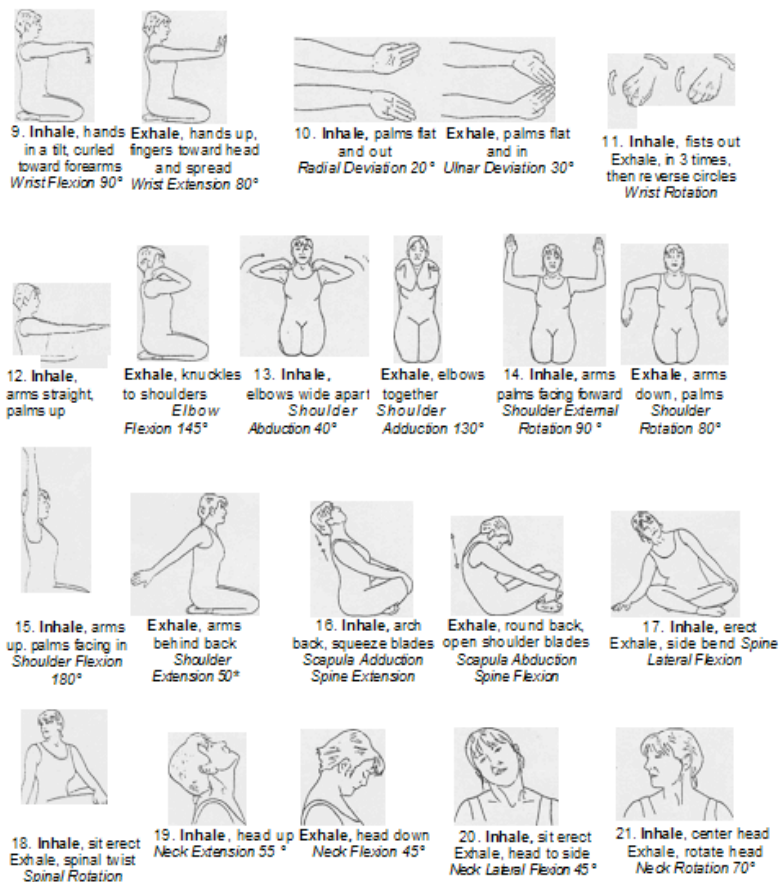 9. Inhale, hands
in a tilt, curled
toward forearms
Wrist Flexion 90°
Exhale, hands up,
fingers toward head
and spread
Wrist Extension 80°
10. Inhale, palms flat
and out
Radial Deviation 20°
Exhale, palms flat
and in
Ulnar Deviation 30°
11. Inhale, fists out
Exhale, in 3 times,
then reverse circles
Wrist Rotation
12. Inhale,
arms straight,
palms up
Exhale, knuckles
to shoulders
Elbow
Flexion 145°
13. Inhale,
elbows wide apart
Shoulder
Abduction 40°
Exhale, elbows
together
Shoulder
Adduction 130°
14. Inhale, arms
palms facing forward
Shoulder External
Rotation 90 °
Exhale, arms
down, palms
Shoulder
Rotation 80°
15. Inhale, arms
up. palms facing in
Shoulder Flexion
180°
Exhale, arms
behind back
Shoulder
Extension 50*
16. Inhale, arch
back, squeeze blades
Scapula Adduction
Spine Extension
Exhale, round back,
open shoulder blades
Scapula Abduction
Spine Flexion
17. Inhale, erect
Exhale, side bend Spine
Lateral Flexion
18. Inhale, sit erect
Exhale, spinal twist
Spinal Rotation
19. Inhale, head up
Neck Extension 55 °
Exhale, head down
Neck Flexion 45°
20. Inhale, sit erect
Exhale, head to side
Neck Lateral Flexion 45°
21. Inhale, center head
Exhale, rotate head
Neck Rotation 70°